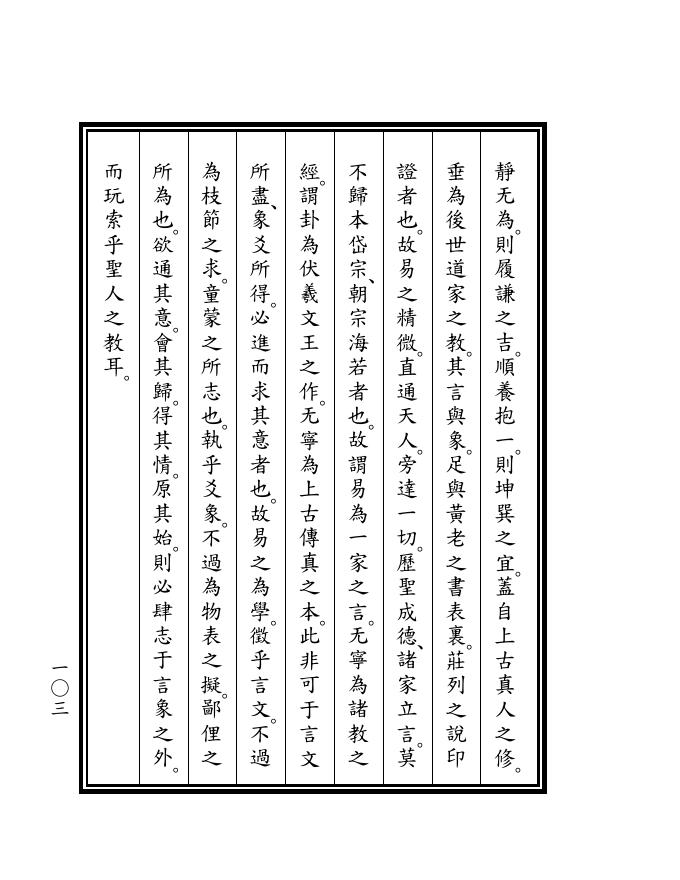 靜无為。則履謙之吉。順養抱一。則坤巽之宜。蓋自上古真人之修。
垂為後世道家之教。其言與象。足與黃老之書表裏。莊列之說印
證者也。故易之精微。直通天人。旁達一切。歷聖成德、諸家立言。莫
不歸本岱宗、朝宗海若者也。故謂易為一家之言。无寧為諸教之
經。謂卦為伏羲文王之作。无寧為上古傳真之本。此非可于言文
所盡、象爻所得。必進而求其意者也。故易之為學。徵乎言文。不過
為枝節之求。童蒙之所志也。執乎爻象。不過為物表之擬。鄙俚之
所為也。欲通其意。會其歸。得其情。原其始。則必肆志于言象之外。
而玩索乎聖人之教耳。
一〇三